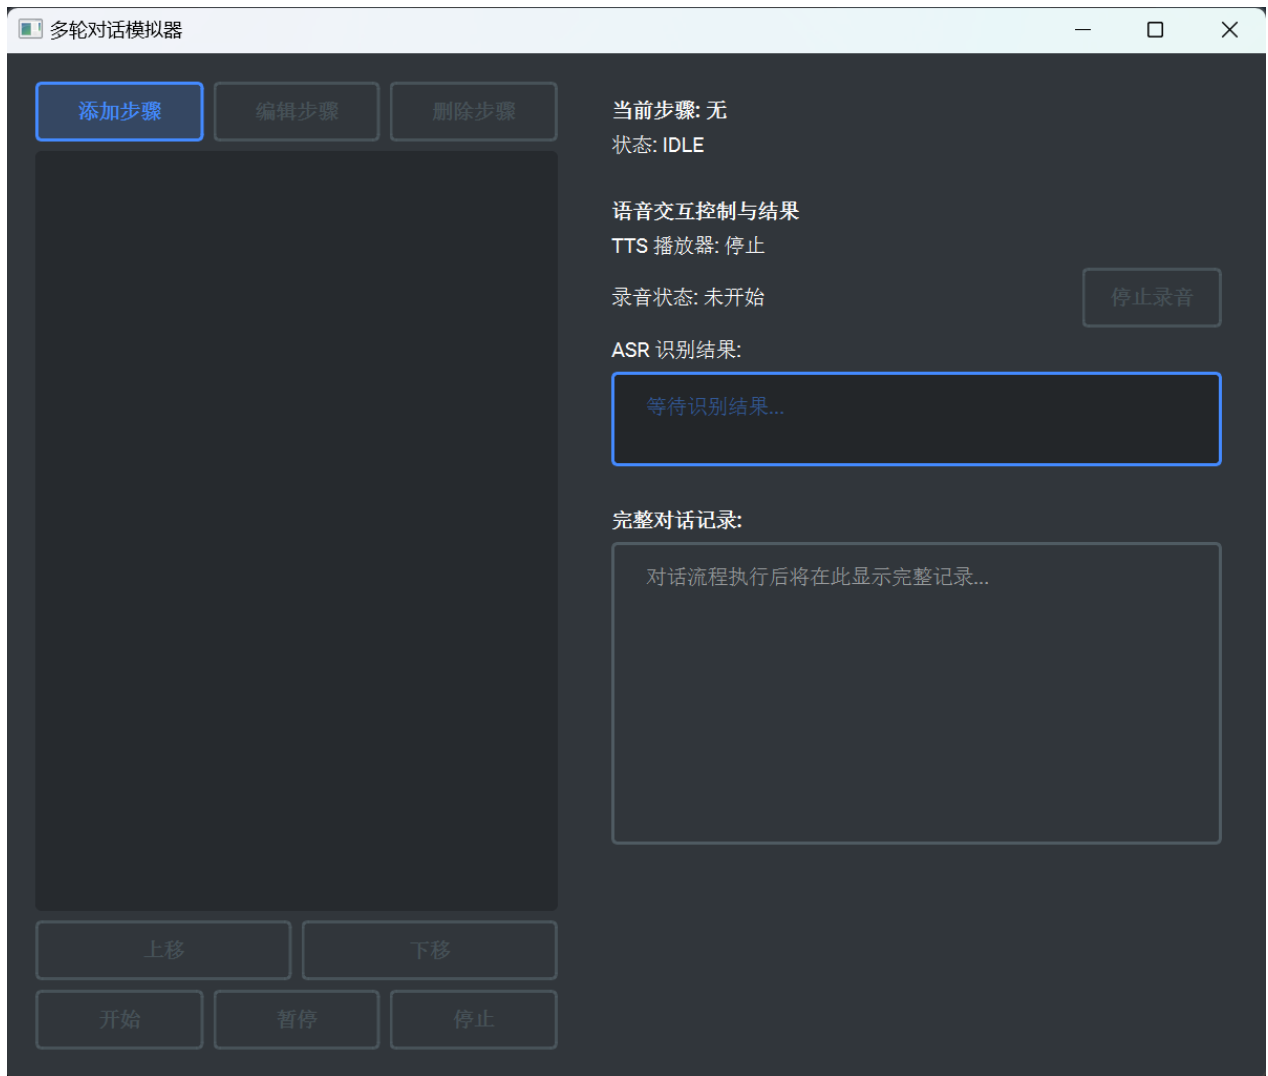 多轮对话模拟器
添加步骤 编辑步骤 删除步骤
上移 下移
开始 暂停 停止
当前步骤: 无
状态: IDLE
语音交互控制与结果
TTS 播放器: 停止
录音状态: 未开始
停止录音
ASR 识别结果:
等待识别结果...
完整对话记录:
对话流程执行后将在此显示完整记录...